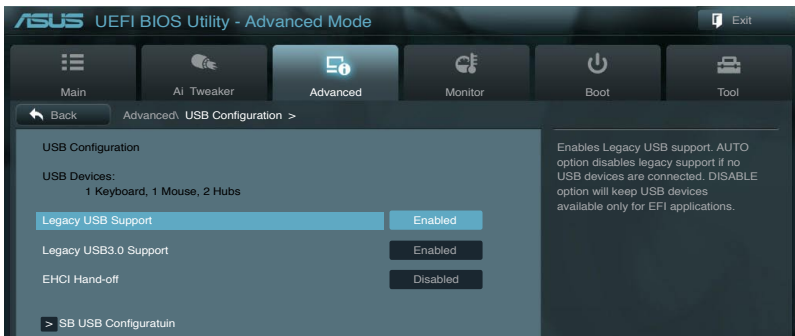 ASUS UEFI BIOS Utility - Advanced Mode
Exit
Main
Ai Tweaker
Advanced
Monitor
Boot
Tool
Back
Advanced\ USB Configuration >
USB Configuration
USB Devices:
1 Keyboard, 1 Mouse, 2 Hubs
Legacy USB Support Enabled
Legacy USB3.0 Support Enabled
EHCI Hand-off Disabled
> SB USB Configuratuin
Enables Legacy USB support. AUTO
option disables legacy support if no
USB devices are connected. DISABLE
option will keep USB devices
available only for EFI applications.